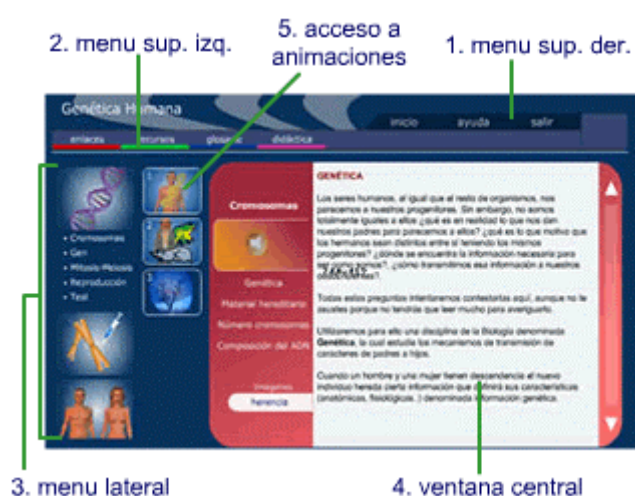 2. menu sup. izq.
5. acceso a
animaciones
1. menu sup. der.
Genética Humana
inicio ayuda salir
enlaces recursos glosario didáctica
1
2
3
• Cromosomas
• Gen
• Mitosis-Meiosis
• Reproducción
• Test
Cromosomas
Genética
Material hereditario
Número cromosomas
Composición del ADN
Imágenes
herencia
GENÉTICA
Los seres humanos, al igual que el resto de organismos, nos
parecemos a nuestros progenitores. Sin embargo, no somos
totalmente iguales a ellos ¿qué es en realidad lo que nos dan
nuestros padres para parecernos a ellos? ¿qué es lo que motiva que
los hermanos sean distintos entre sí teniendo los mismos
progenitores? ¿dónde se encuentra la información necesaria para
ser como somos?, ¿cómo transmitimos esa información a nuestros
Todas estas preguntas intentaremos contestarlas aquí, aunque no te
asustes porque no tendrás que leer mucho para averiguarlo.
Utilizaremos para ello una disciplina de la Biología denominada
Genética, la cual estudia los mecanismos de transmisión de
caracteres de padres a hijos.
Cuando un hombre y una mujer tienen descendencia el nuevo
individuo hereda cierta información que definirá sus características
(anatómicas, fisiológicas..) denominada información genética.
3. menu lateral
4. ventana central